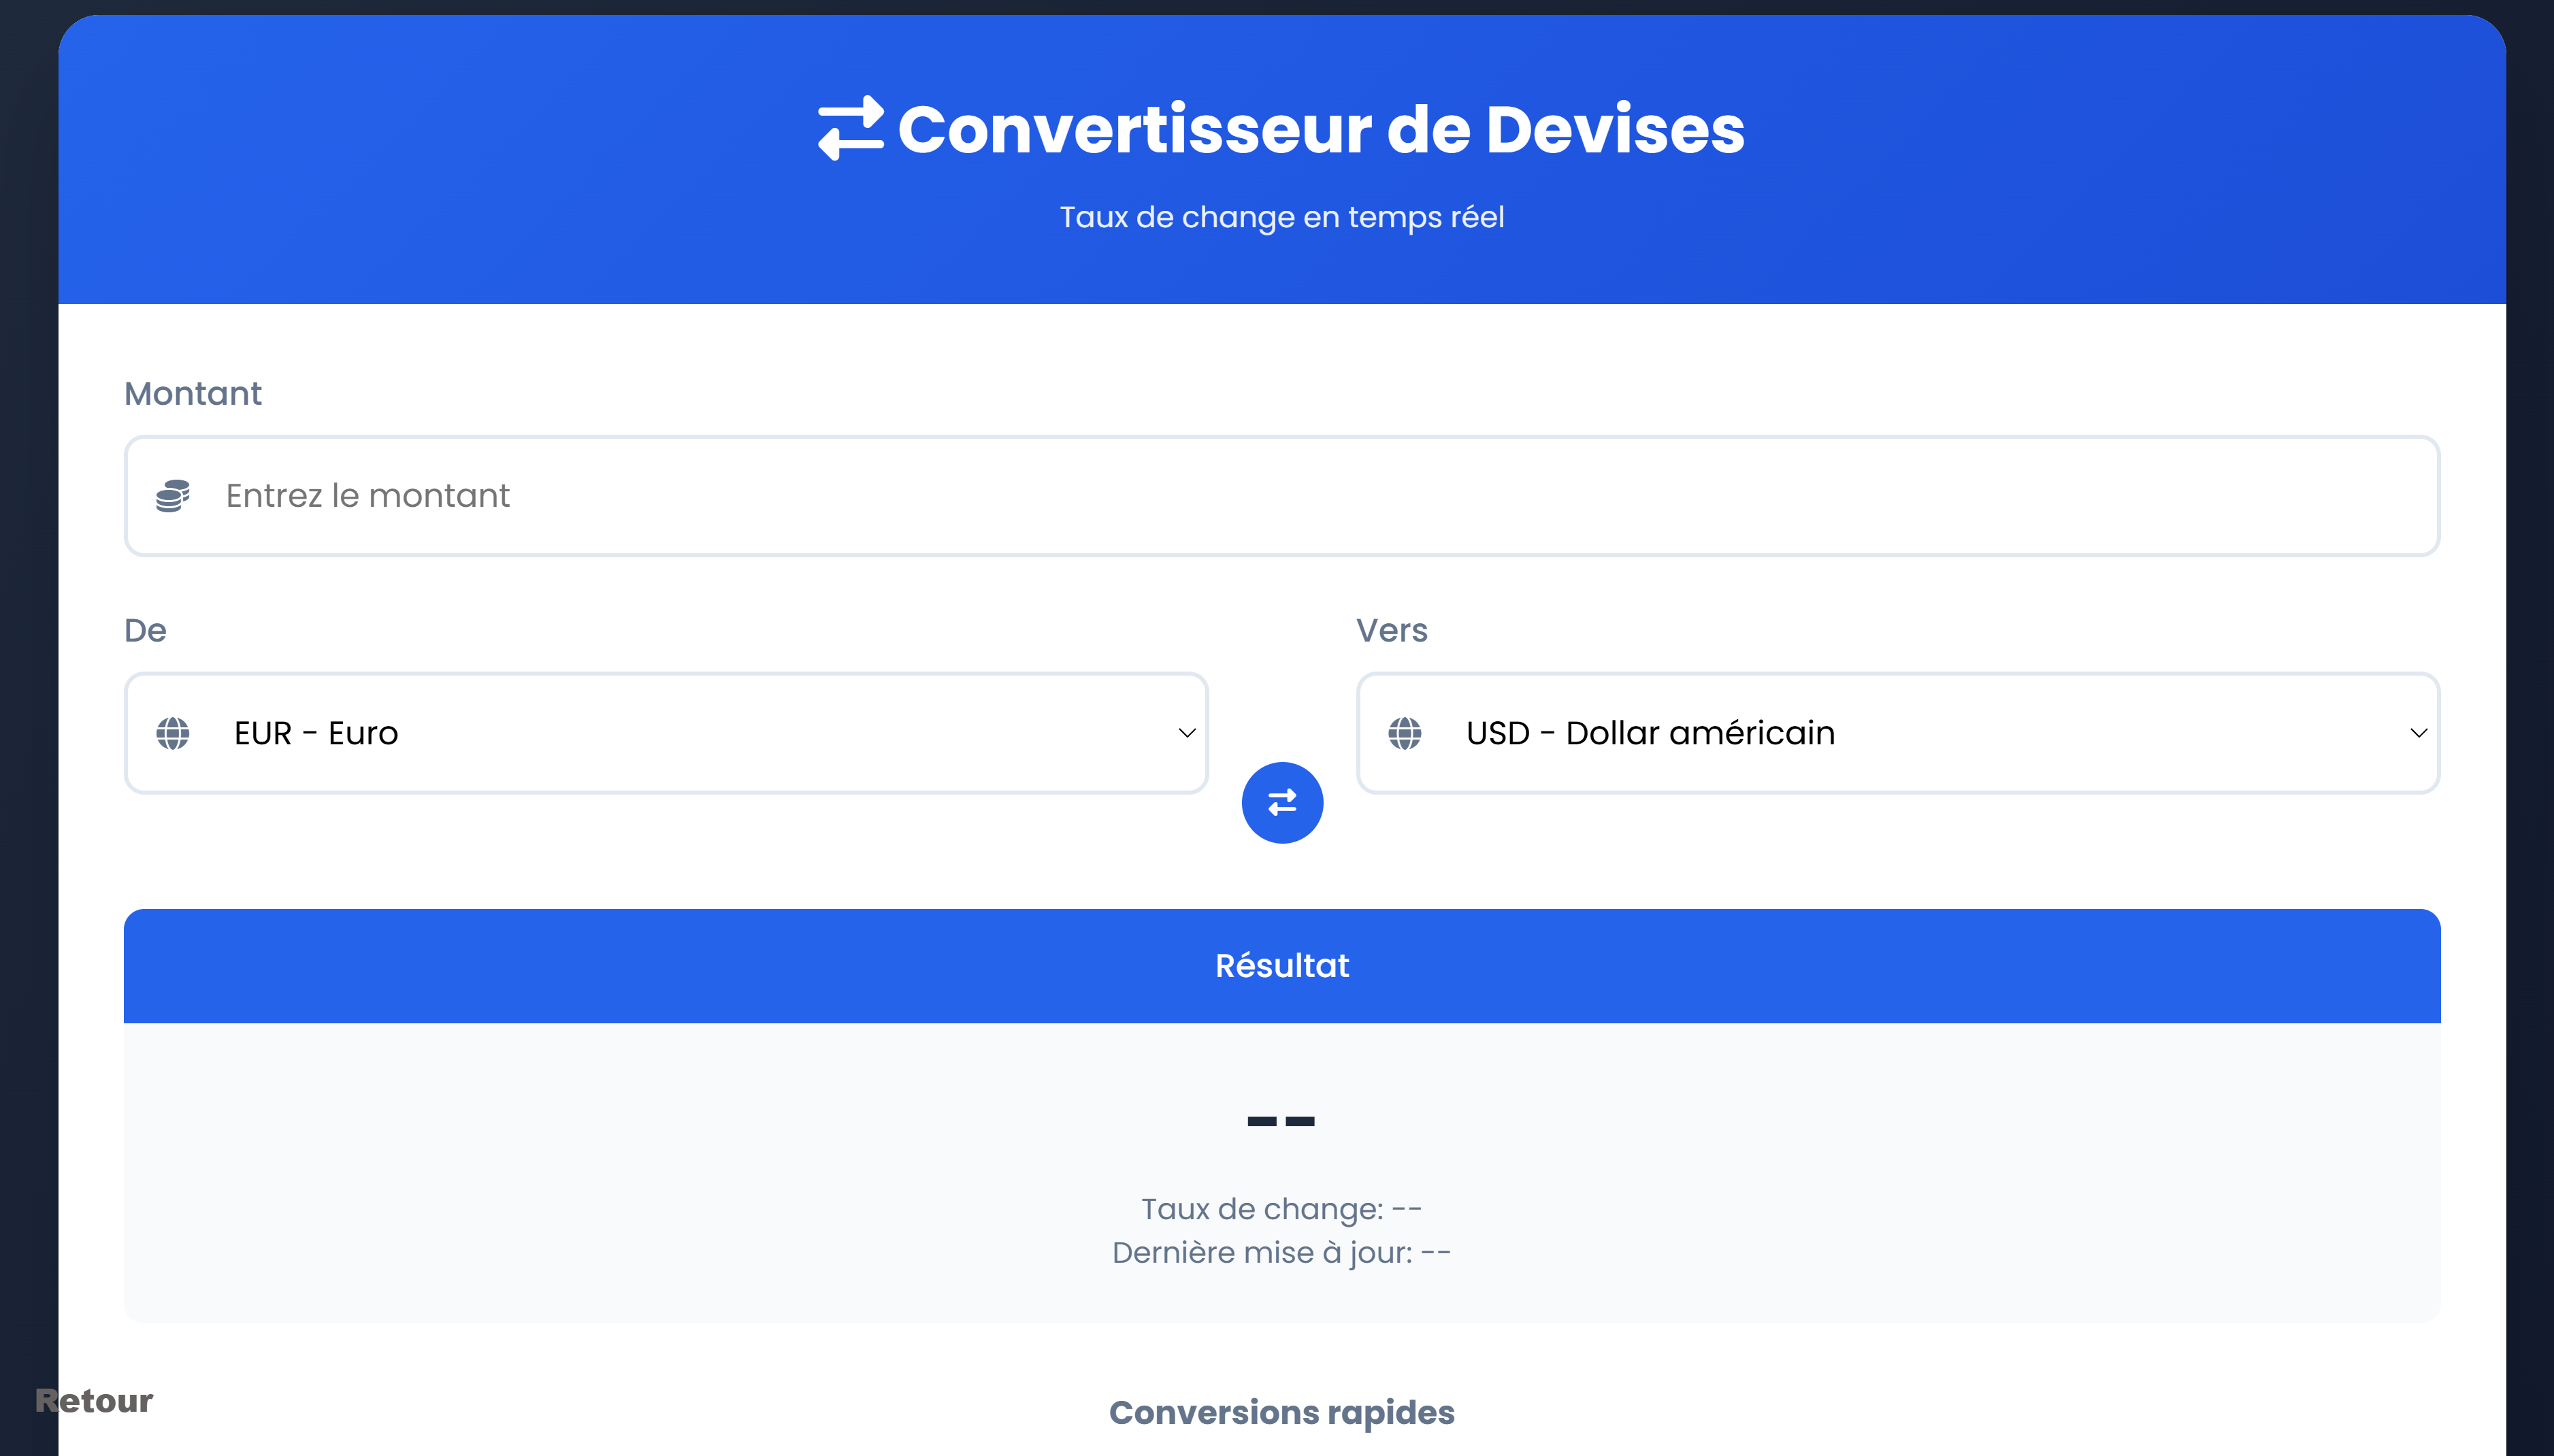 Convertisseur de Devises
Taux de change en temps réel
Montant
Entrez le montant
De
Vers
EUR - Euro
USD - Dollar américain
Résultat
--
Taux de change: --
Dernière mise à jour: --
Retour
Conversions rapides